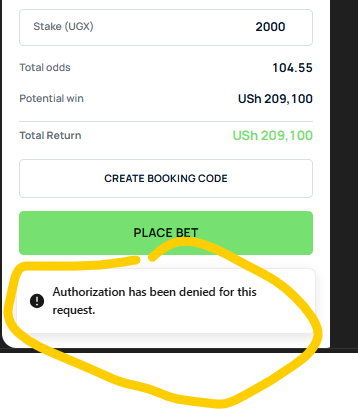 Stake (UGX) 2000
Total odds 104.55
Potential win USh 209,100
Total Return USh 209,100
CREATE BOOKING CODE
PLACE BET
Authorization has been denied for this
request.